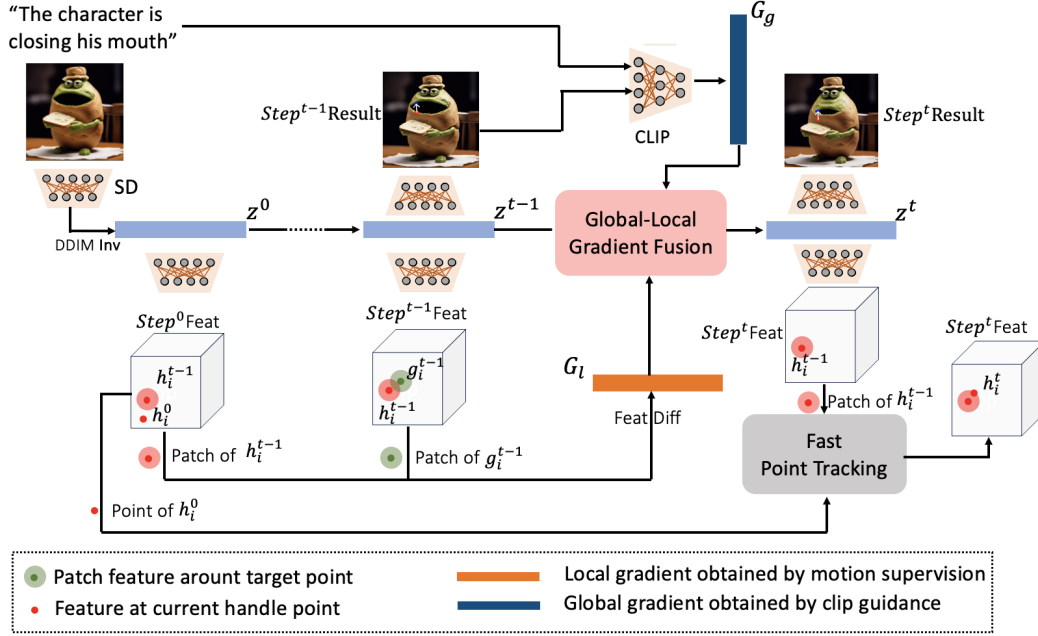 “The character is
closing his mouth”
G_g
Step^{t-1} Result
CLIP
Step^t Result
SD
z^0
z^{t-1}
Global-Local
Gradient Fusion
z^t
DDIM Inv
Step^0 Feat
Step^{t-1} Feat
Step^t Feat
Step^t Feat
h_i^{t-1}
h_i^0
g_i^{t-1}
h_i^{t-1}
G_l
h_i^{t-1}
h_i^t
Feat Diff
Patch of h_i^{t-1}
Patch of h_i^{t-1}
Patch of g_i^{t-1}
Fast
Point Tracking
Point of h_i^0
Patch feature arount target point
Local gradient obtained by motion supervision
Feature at current handle point
Global gradient obtained by clip guidance